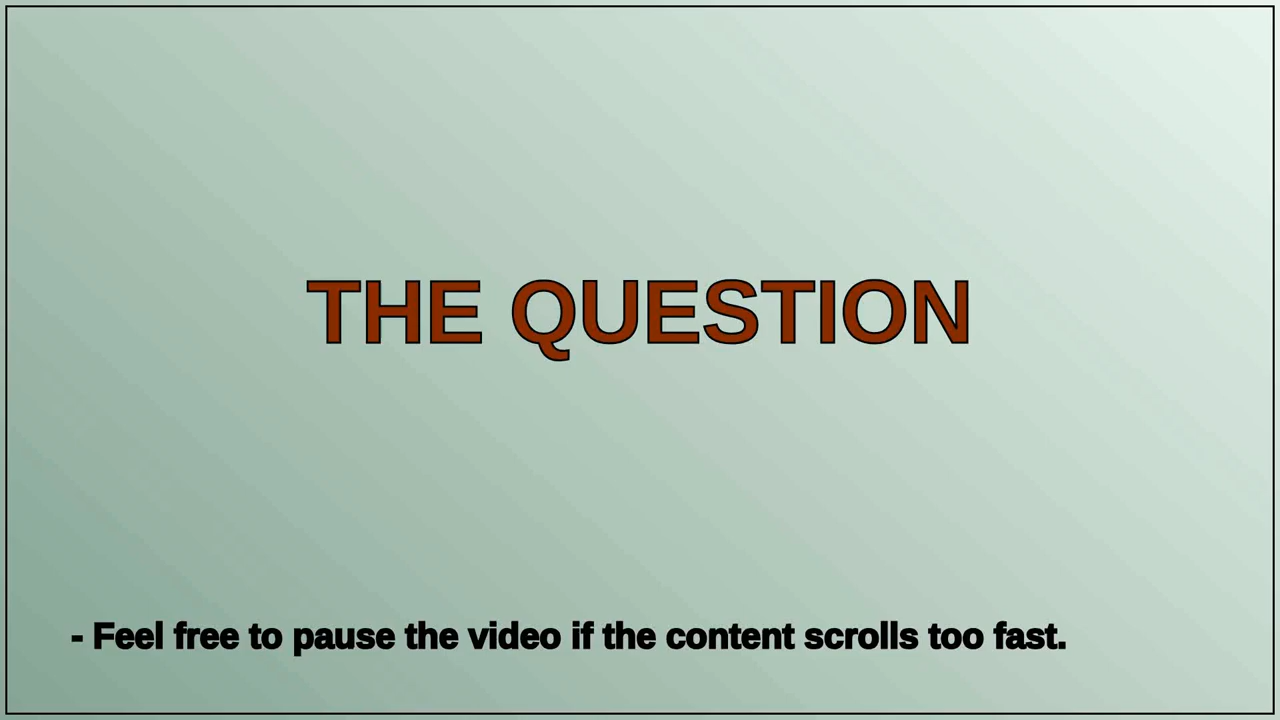 THE QUESTION
- Feel free to pause the video if the content scrolls too fast.